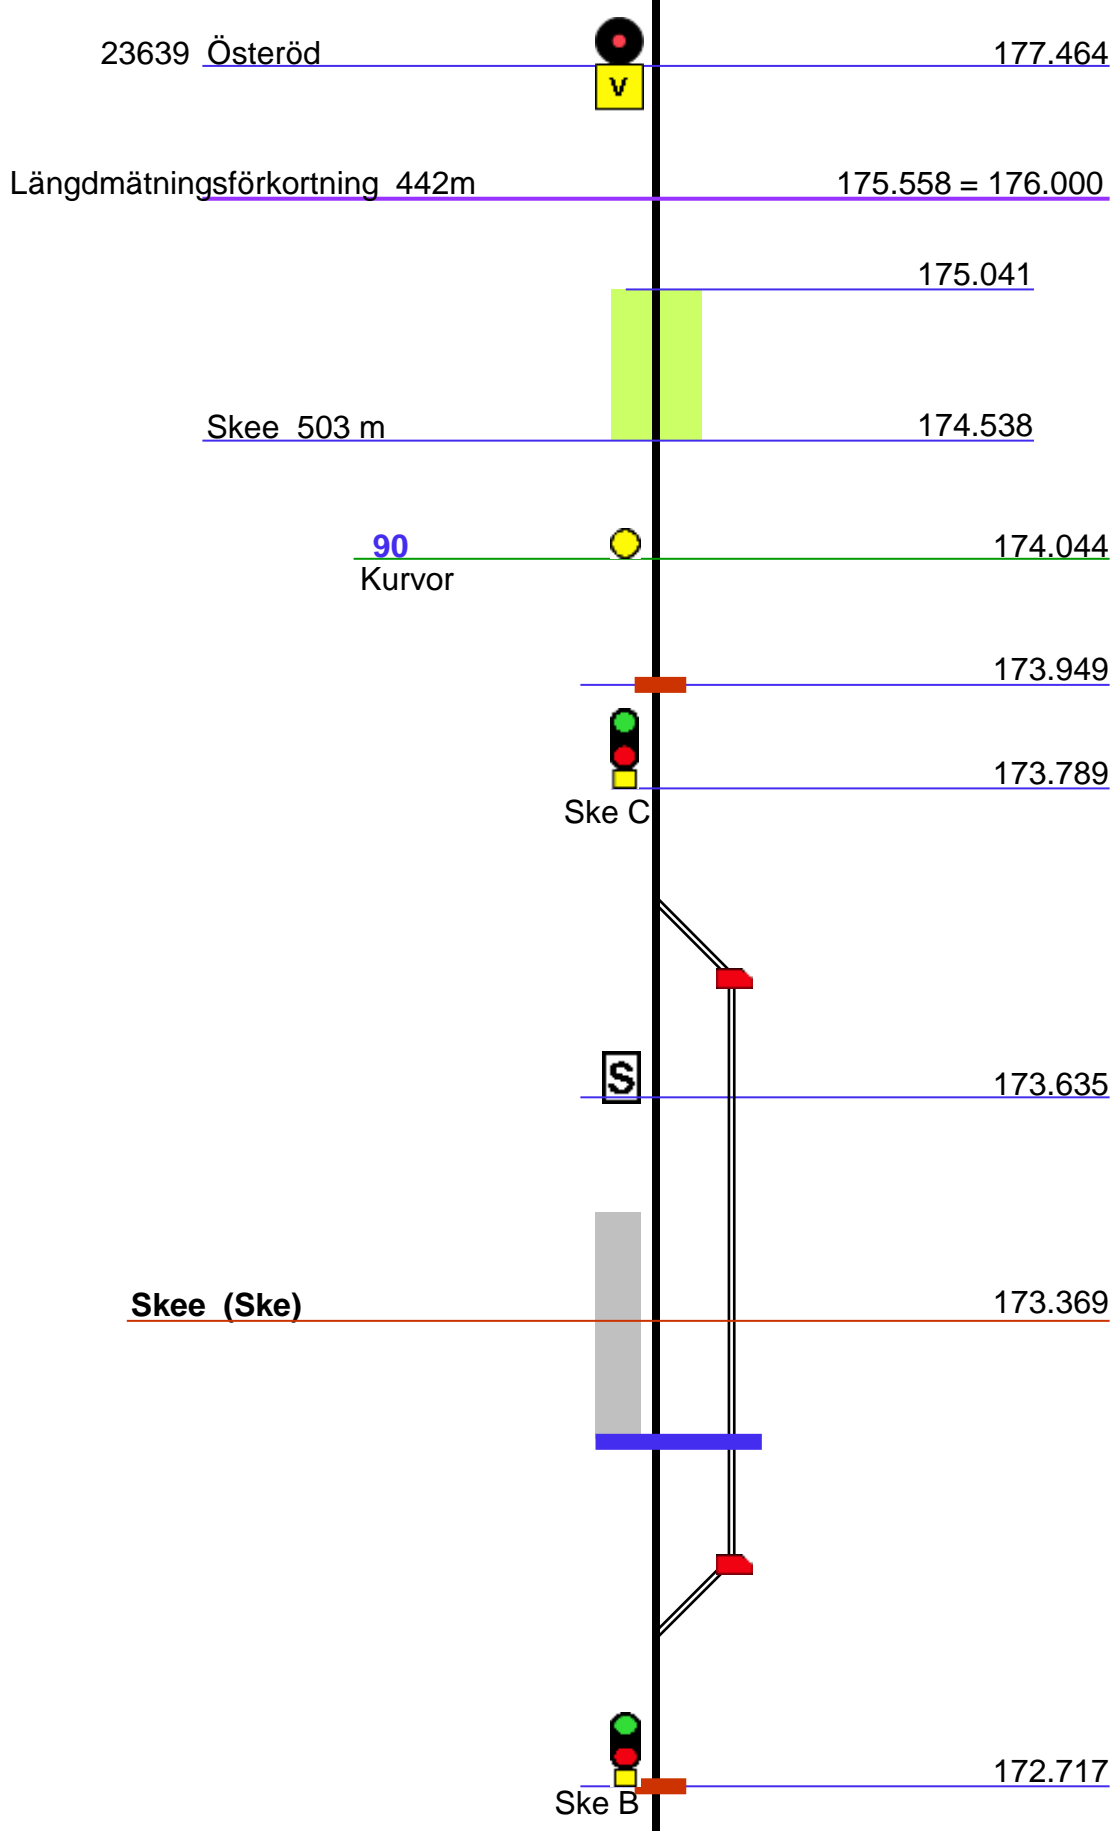 23639 Österöd 177.464
V
Längdmätningsförkortning 442m 175.558 = 176.000
175.041
Skee 503 m 174.538
90 174.044
Kurvor
173.949
173.789
Ske C
S 173.635
Skee (Ske) 173.369
172.717
Ske B